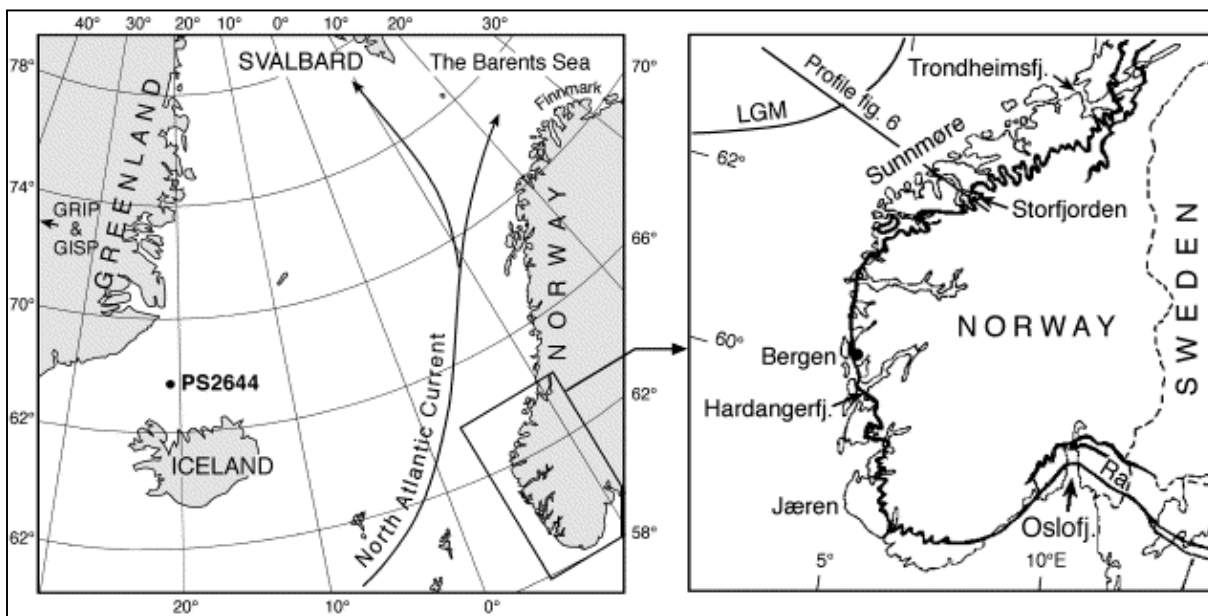 40° 30° 20° 10° 0° 10° 20° 30°
78°
74°
70°
62°
62°
SVALBARD
The Barents Sea
Finnmark
70°
66°
62°
58°
GREENLAND
GRIP
&
GISP
NORWAY
PS2644
ICELAND
North Atlantic Current
20° 10° 0°
Trondheimsfj.
Profile fig. 6
LGM
62°
Sunnmøre
Storfjorden
SWEDEN
NORWAY
60°
Bergen
Hardangerfj.
Ra
Jæren
Oslofj.
5° 10°E